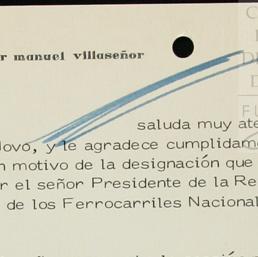 r manuel villaseñor
saluda muy ate
ovo, y le agradece cumplidame
n motivo de la designación que
r el señor Presidente de la Re
de los Ferrocarriles Nacional